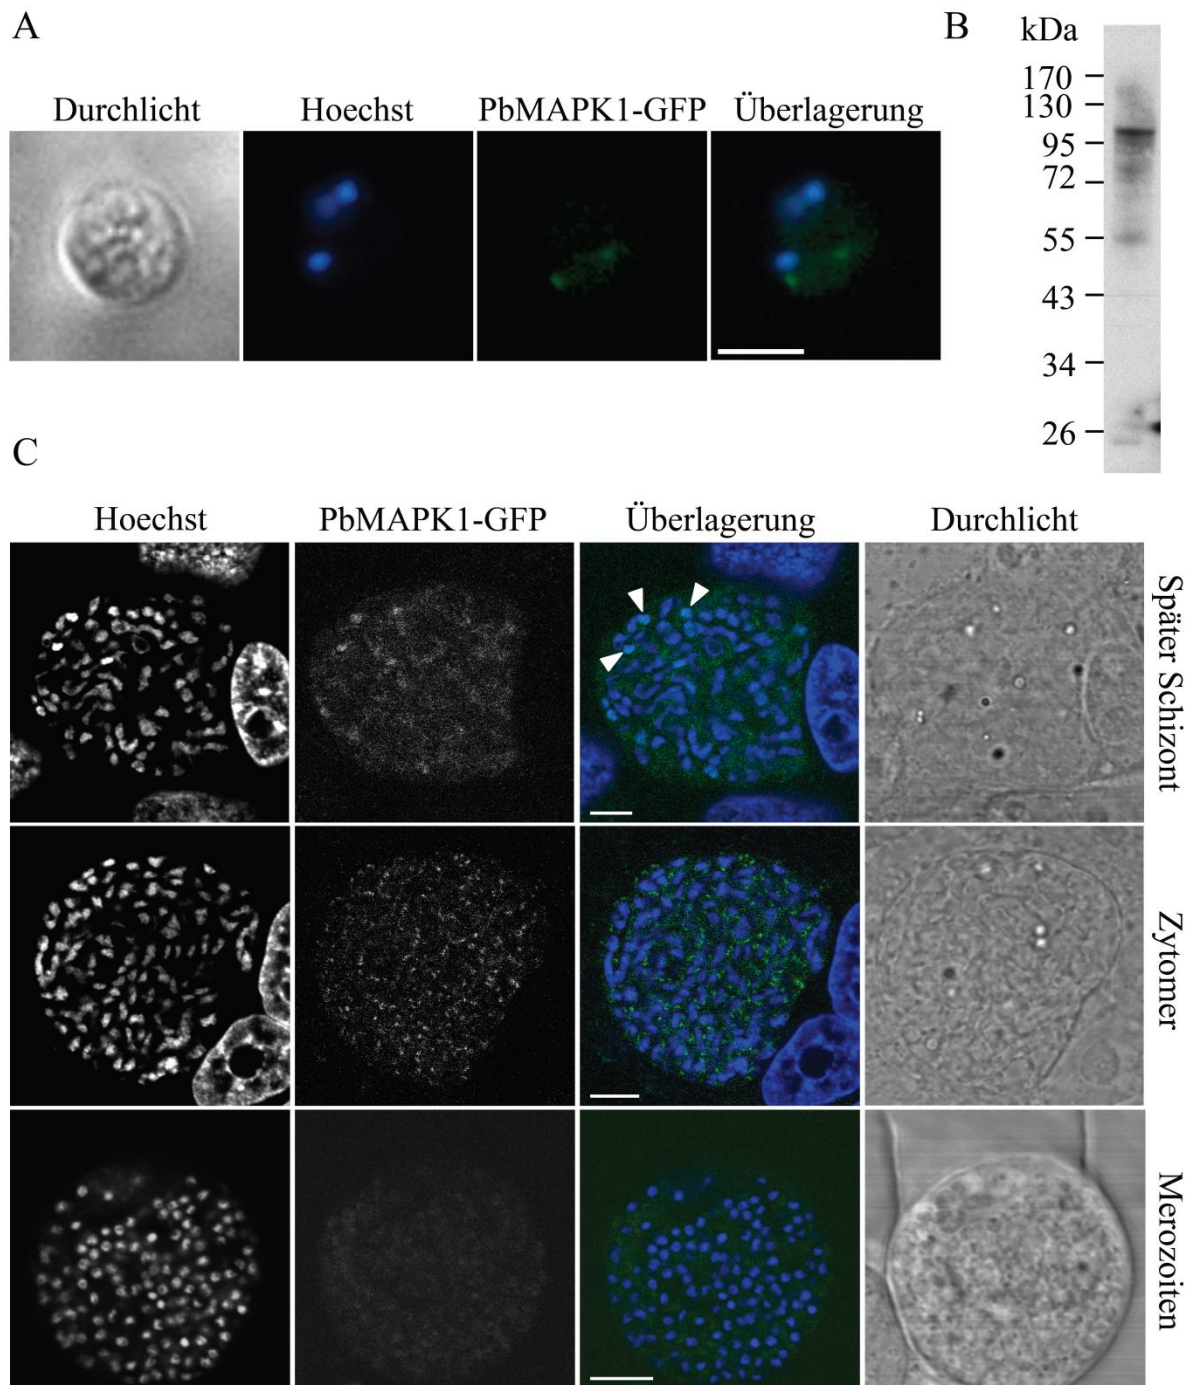 A
Durchlicht
Hoechst
PbMAPK1-GFP
Überlagerung
B
kDa
170
130
95
72
55
43
34
26
C
Hoechst
PbMAPK1-GFP
Überlagerung
Durchlicht
Später Schizont
Zytomer
Merozoiten